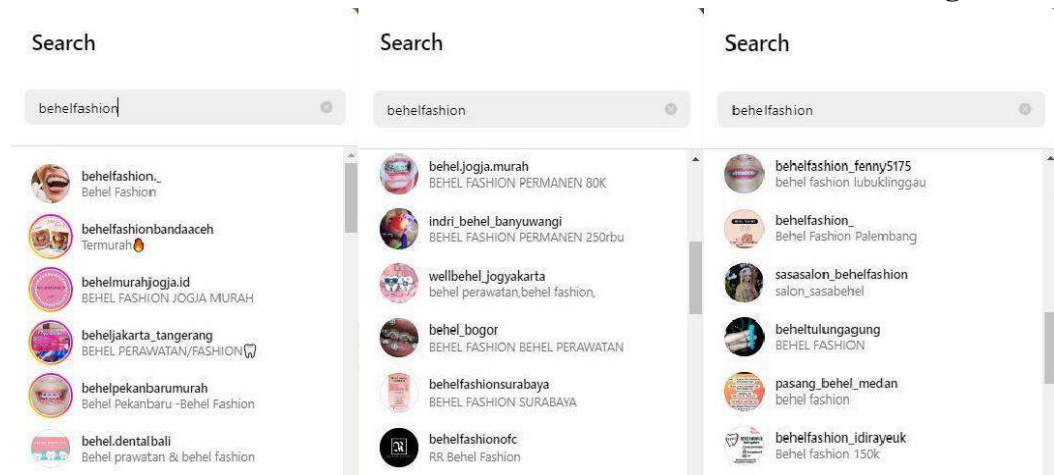 Search
behelfashion
behelfashion._
Behel Fashion
behelfashionbandaaceh
Termurah🔥
behelmurahjogja.id
BEHEL FASHION JOGJA MURAH
beheljakarta_tangerang
BEHEL PERAWATAN/FASHION🦷
behelpekanbarumurah
Behel Pekanbaru -Behel Fashion
behel.dentalbali
Behel prawatan & behel fashion
Search
behelfashion
behel.jogja.murah
BEHEL FASHION PERMANEN 80K
indri_behel_banyuwangi
BEHEL FASHION PERMANEN 250rbu
wellbehel_jogyakarta
behel perawatan,behel fashion,
behel_bogor
BEHEL FASHION BEHEL PERAWATAN
behelfashionsurabaya
BEHEL FASHION SURABAYA
behelfashionofc
RR Behel Fashion
Search
behelfashion
behelfashion_fenny5175
behel fashion lubuklinggau
behelfashion_
Behel Fashion Palembang
sasasalon_behelfashion
salon_sasabehel
beheltulungagung
BEHEL FASHION
pasang_behel_medan
behel fashion
behelfashion_idirayeuk
Behel fashion 150k